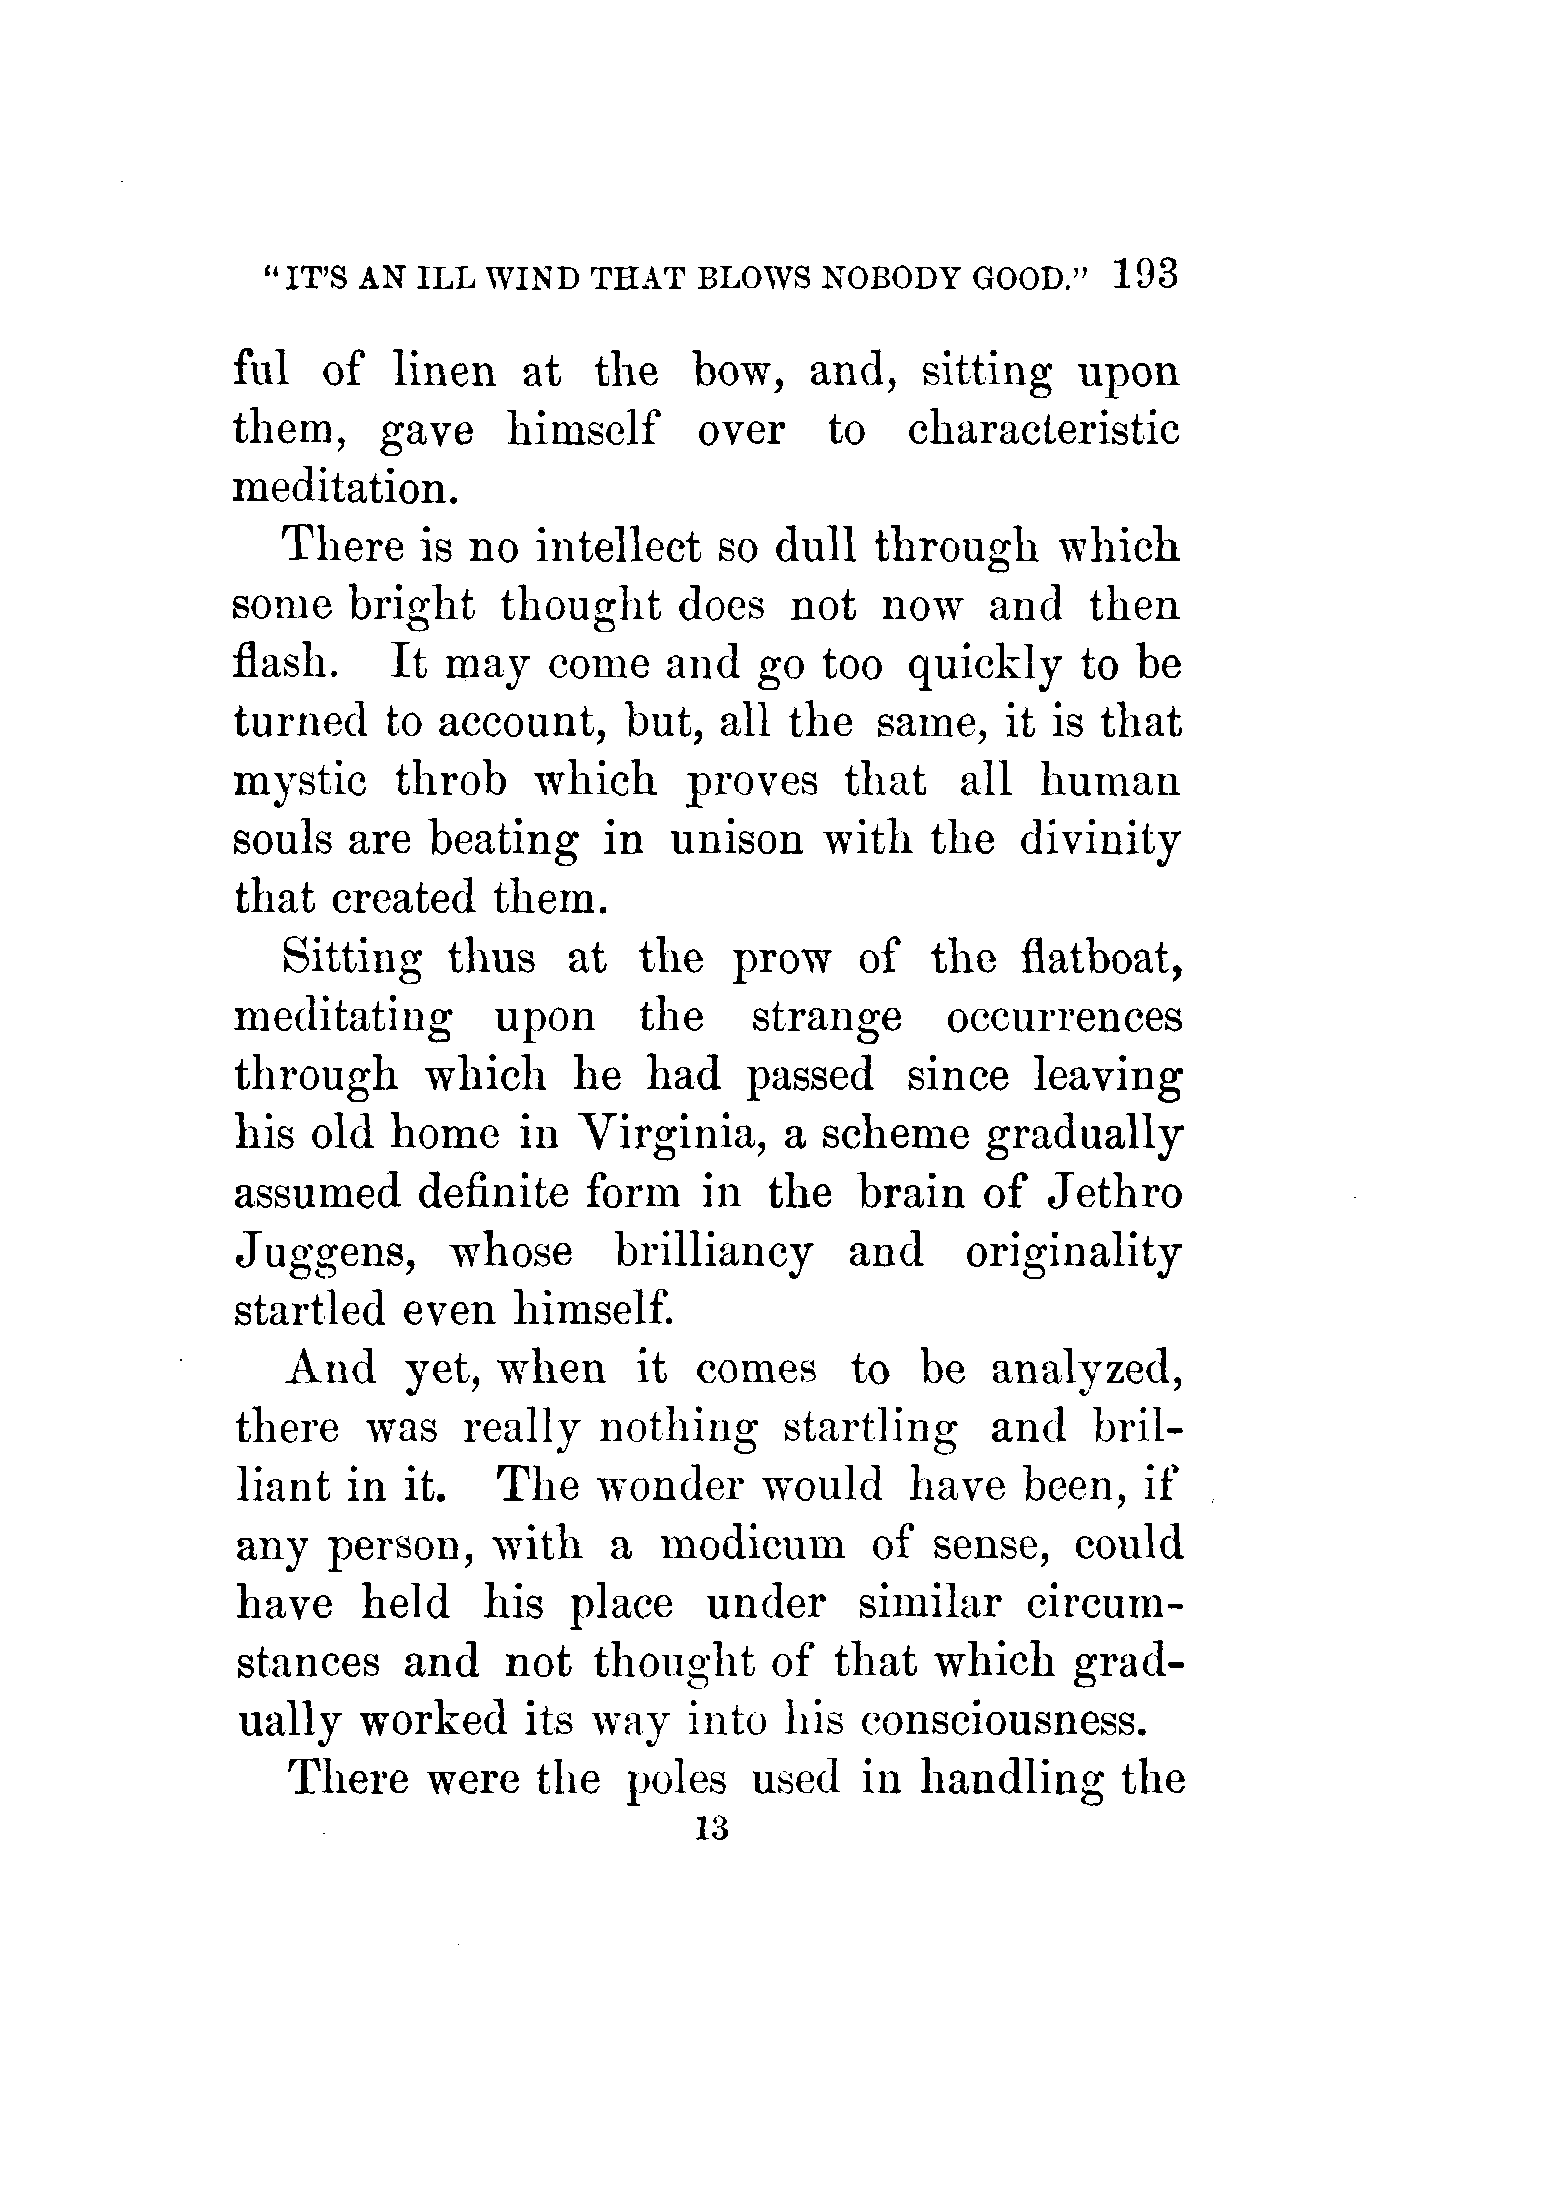 "IT'S AN ILL WIND THAT BLOWS NOBODY GOOD." 193
ful of linen at the bow, and, sitting upon
them, gave himself over to characteristic
meditation.
There is no intellect so dull through which
some bright thought does not now and then
flash. It may come and go too quickly to be
turned to account, but, all the same, it is that
mystic throb which proves that all human
souls are beating in unison with the divinity
that created them.
Sitting thus at the prow of the flatboat,
meditating upon the strange occurrences
through which he had passed since leaving
his old home in Virginia, a scheme gradually
assumed definite form in the brain of Jethro
Juggens, whose brilliancy and originality
startled even himself.
And yet, when it comes to be analyzed,
there was really nothing startling and bril-
liant in it. The wonder would have been, if
any person, with a modicum of sense, could
have held his place under similar circum-
stances and not thought of that which grad-
ually worked its way into his consciousness.
There were the poles used in handling the
13